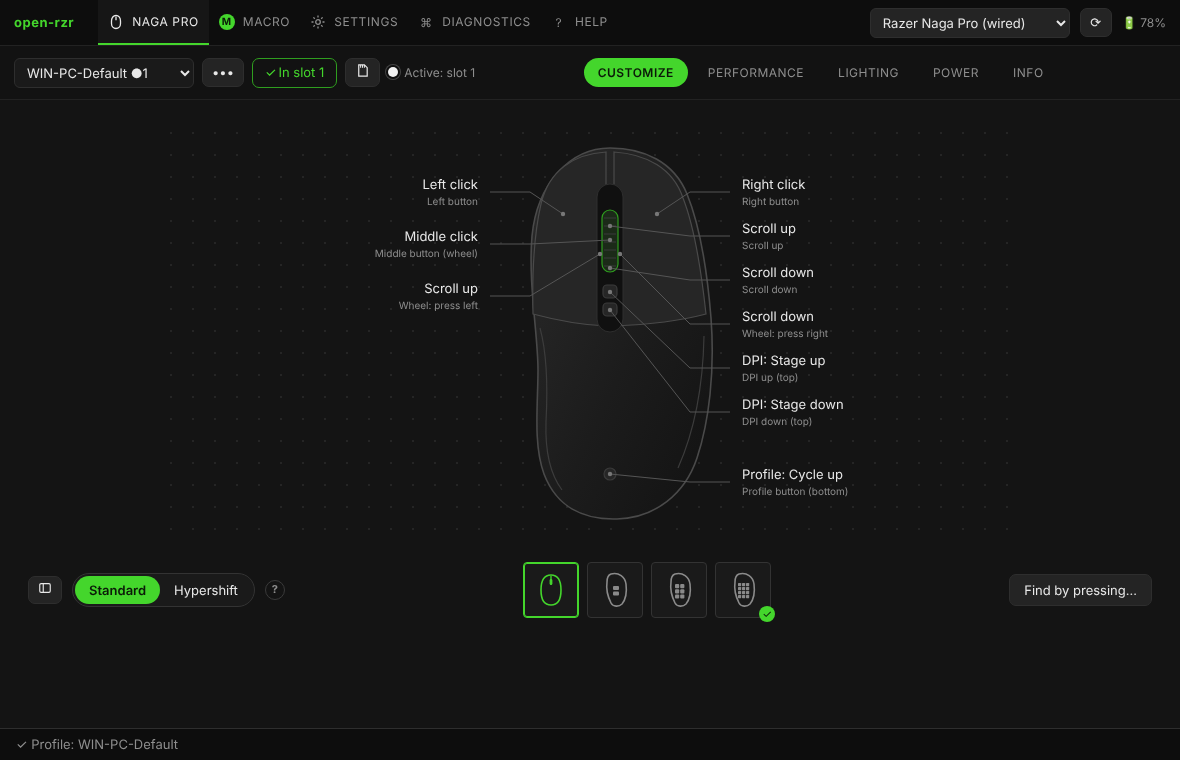 open-rzr
NAGA PRO
M MACRO
SETTINGS
⌘ DIAGNOSTICS
? HELP
Razer Naga Pro (wired)
⟳
78%
WIN-PC-Default ●1
•••
✓ In slot 1
Active: slot 1
CUSTOMIZE
PERFORMANCE
LIGHTING
POWER
INFO
Left click
Left button
Middle click
Middle button (wheel)
Scroll up
Wheel: press left
Right click
Right button
Scroll up
Scroll up
Scroll down
Scroll down
Scroll down
Wheel: press right
DPI: Stage up
DPI up (top)
DPI: Stage down
DPI down (top)
Profile: Cycle up
Profile button (bottom)
Standard
Hypershift
?
Find by pressing...
✓ Profile: WIN-PC-Default